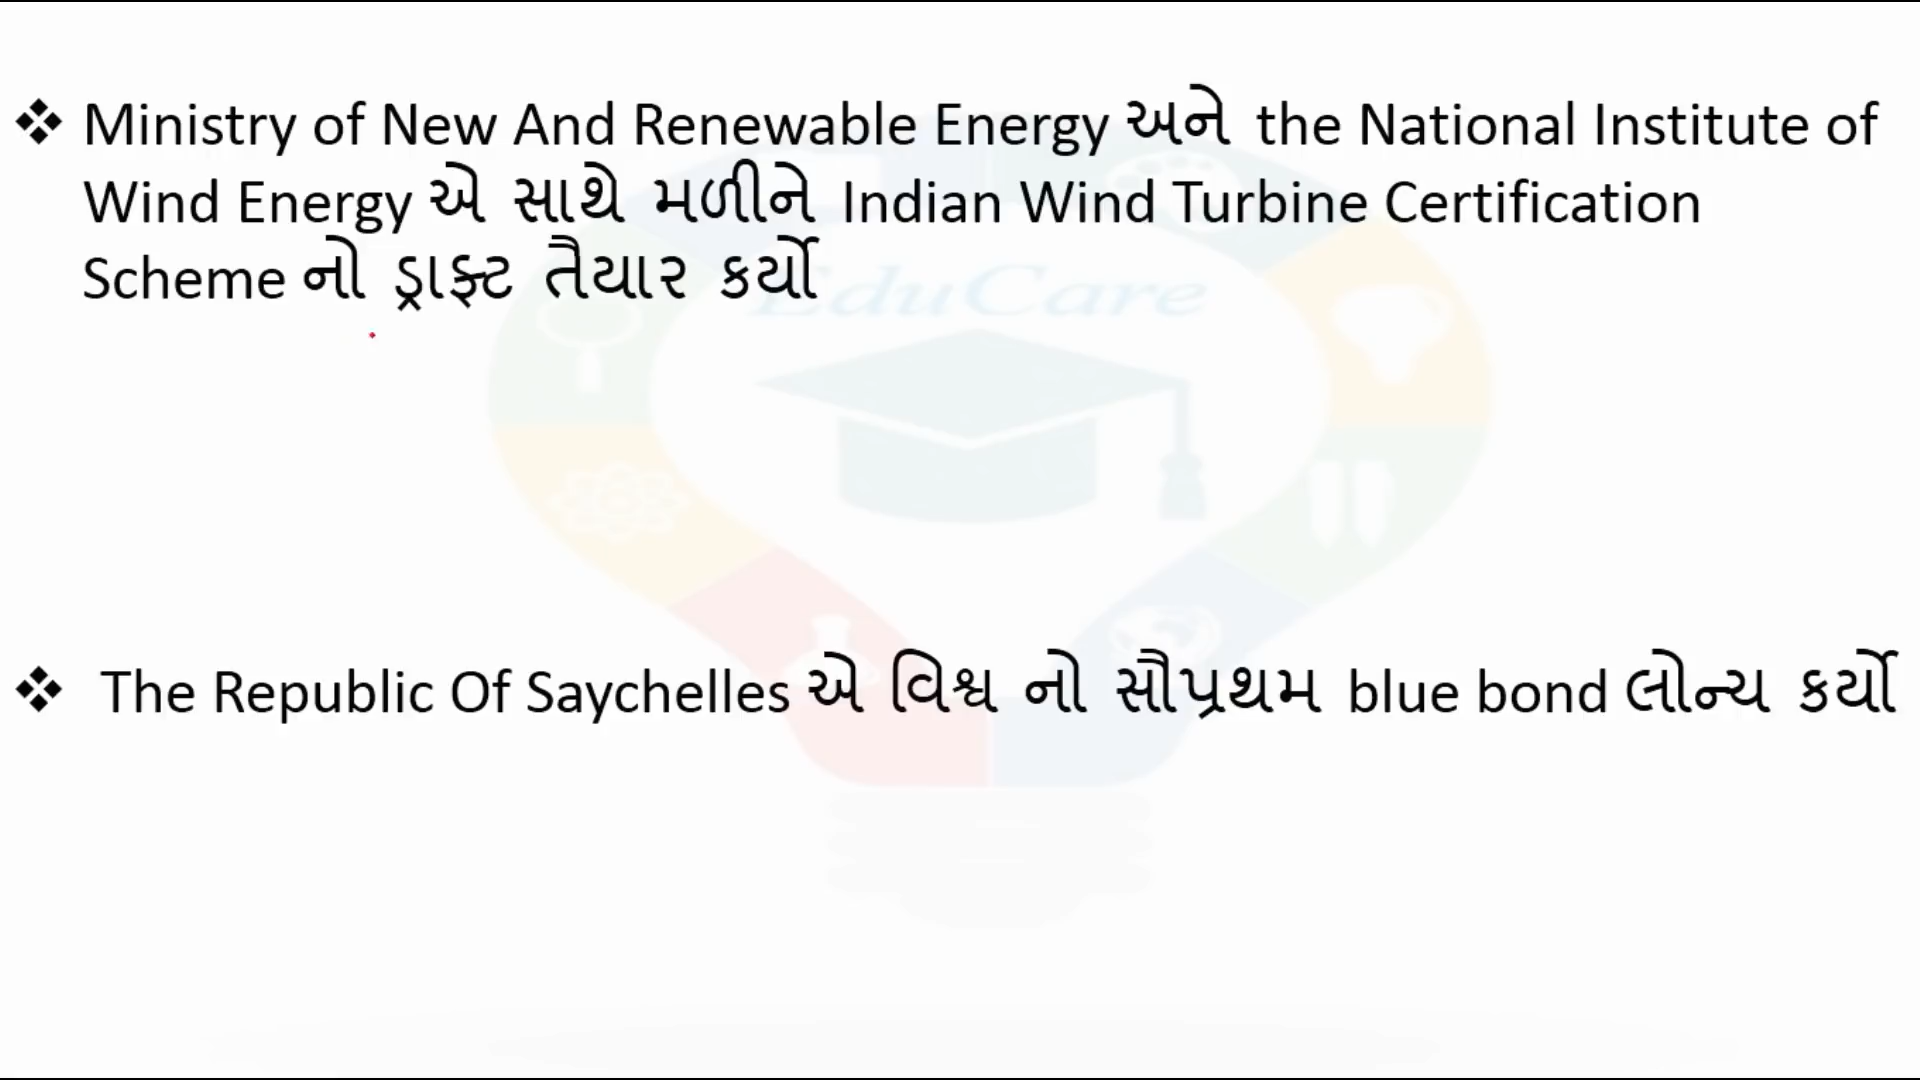 ❖ Ministry of New And Renewable Energy અને the National Institute of
Wind Energy એ સાથે મળીને Indian Wind Turbine Certification
Scheme નો ડ્રાફ્ટ તૈયાર કર્યો
EduCare
❖ The Republic Of Saychelles એ વિશ્વ નો સૌપ્રથમ blue bond લોન્ચ કર્યો